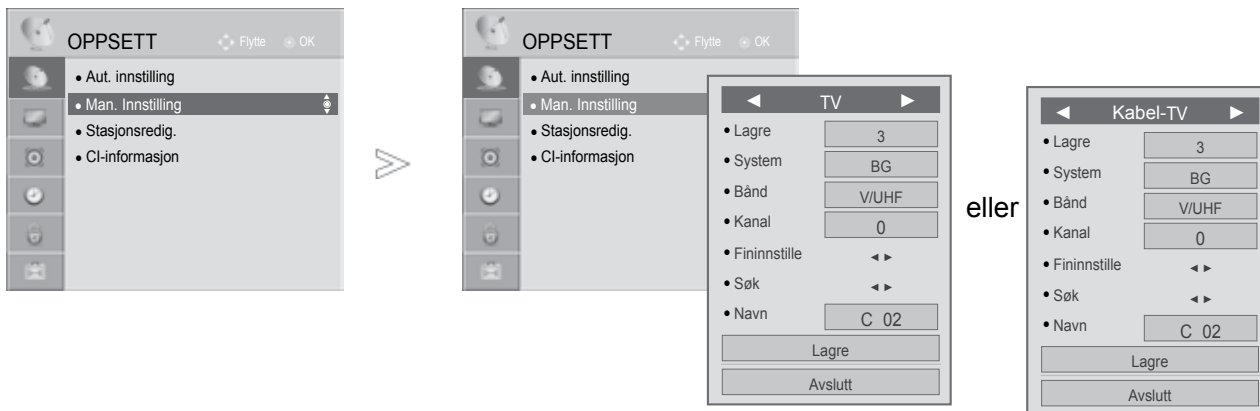 OPPSETT Flytte OK
• Aut. innstilling
• Man. Innstilling
• Stasjonsredig.
• CI-informasjon
OPPSETT Flytte OK
• Aut. innstilling
• Man. Innstilling
• Stasjonsredig.
• CI-informasjon
◄ TV ►
• Lagre 3
• System BG
• Bånd V/UHF
• Kanal 0
• Fininnstille ◄ ►
• Søk ◄ ►
• Navn C 02
Lagre
Avslutt
eller
◄ Kabel-TV ►
• Lagre 3
• System BG
• Bånd V/UHF
• Kanal 0
• Fininnstille ◄ ►
• Søk ◄ ►
• Navn C 02
Lagre
Avslutt